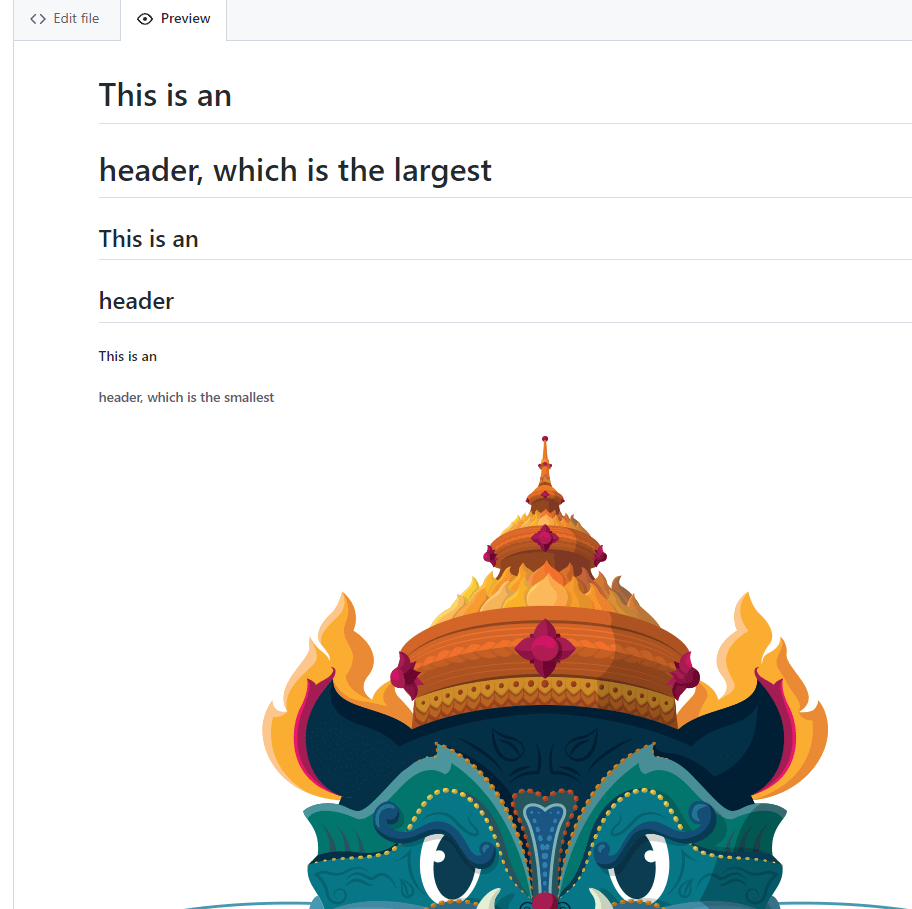 Edit file
Preview
This is an
header, which is the largest
This is an
header
This is an
header, which is the smallest